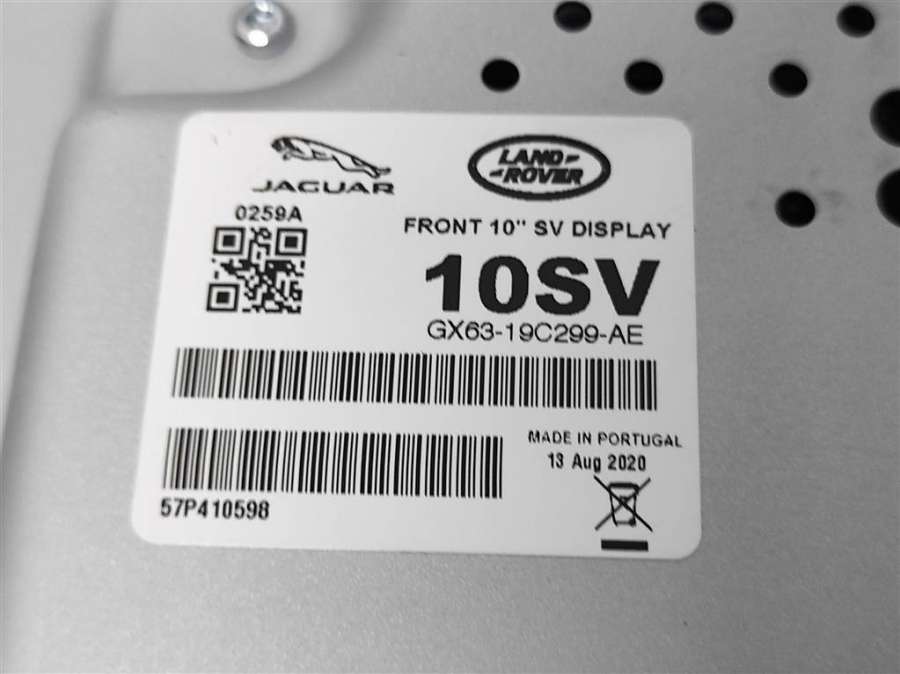 JAGUAR
LAND ROVER
0259A
FRONT 10" SV DISPLAY
10SV
GX63-19C299-AE
MADE IN PORTUGAL
13 Aug 2020
57P410598